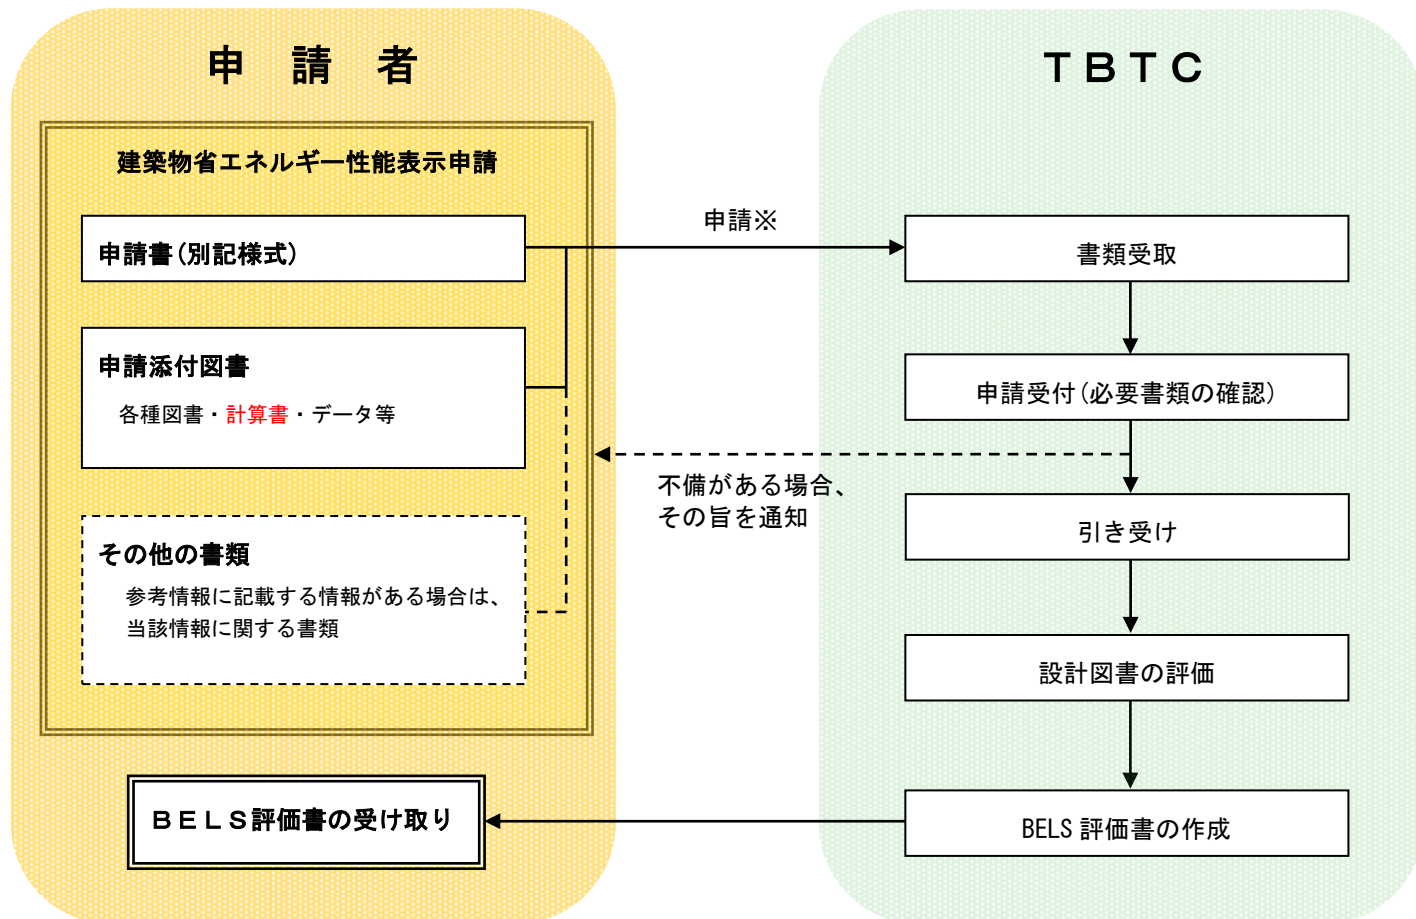 申 請 者
建築物省エネルギー性能表示申請
申請書(別記様式)
申請添付図書
各種図書・計算書・データ等
その他の書類
参考情報に記載する情報がある場合は、
当該情報に関する書類
BELS評価書の受け取り
申請※
不備がある場合、
その旨を通知
TBTC
書類受取
申請受付(必要書類の確認)
引き受け
設計図書の評価
BELS 評価書の作成